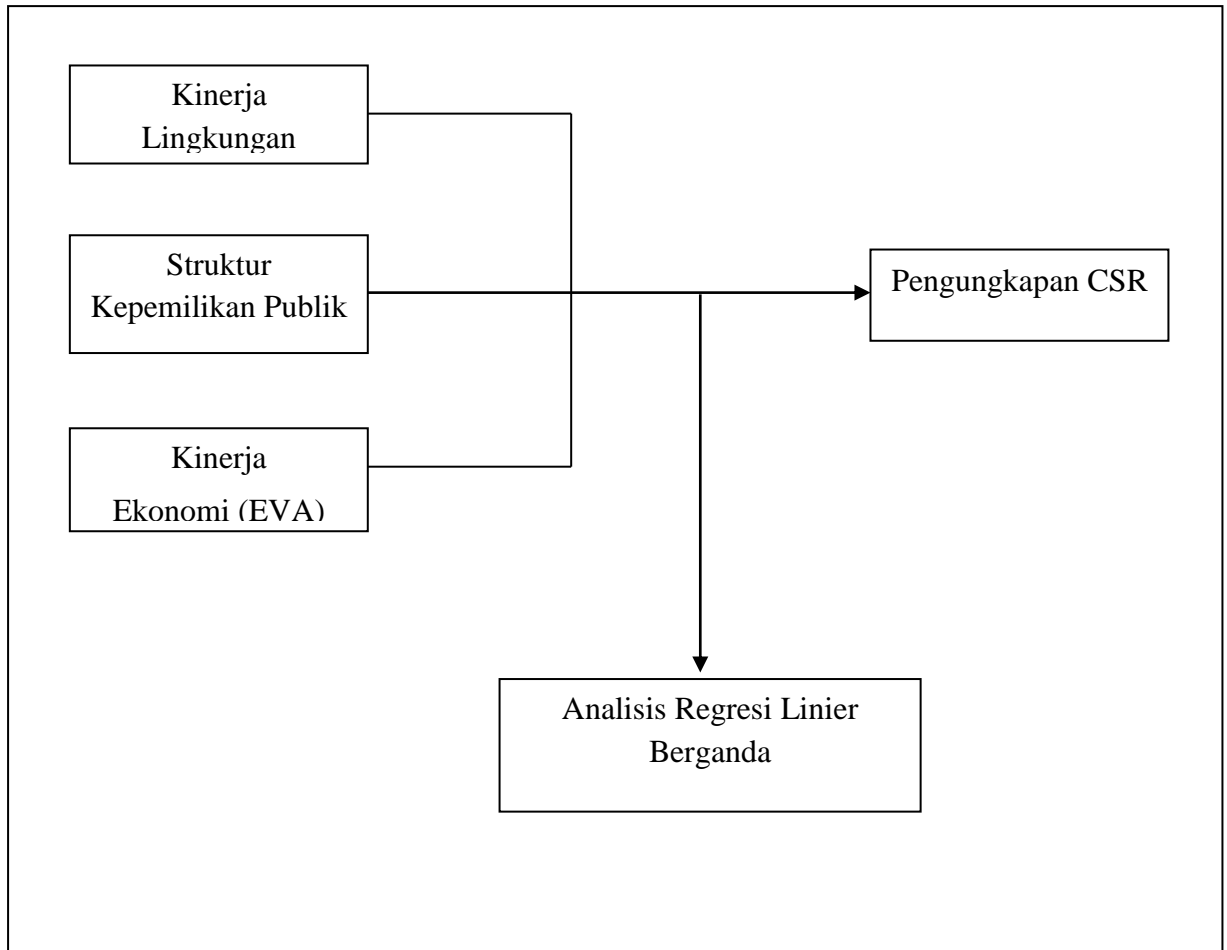 Kinerja
Lingkungan
Struktur
Kepemilikan Publik
Pengungkapan CSR
Kinerja
Ekonomi (EVA)
Analisis Regresi Linier
Berganda